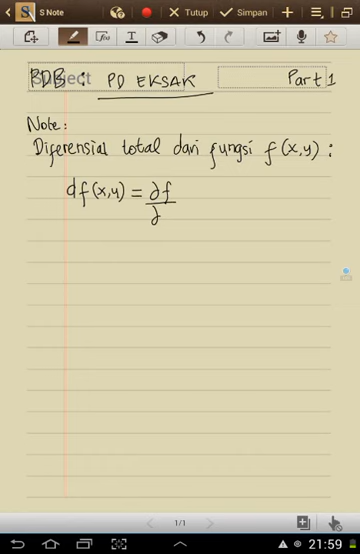 S Note Tutup Simpan
PDB : PD EKSAK Part 1
Note:
Diferensial total dari fungsi f(x,y) :
df(x,y) = ∂f
∂
1/1
21:59